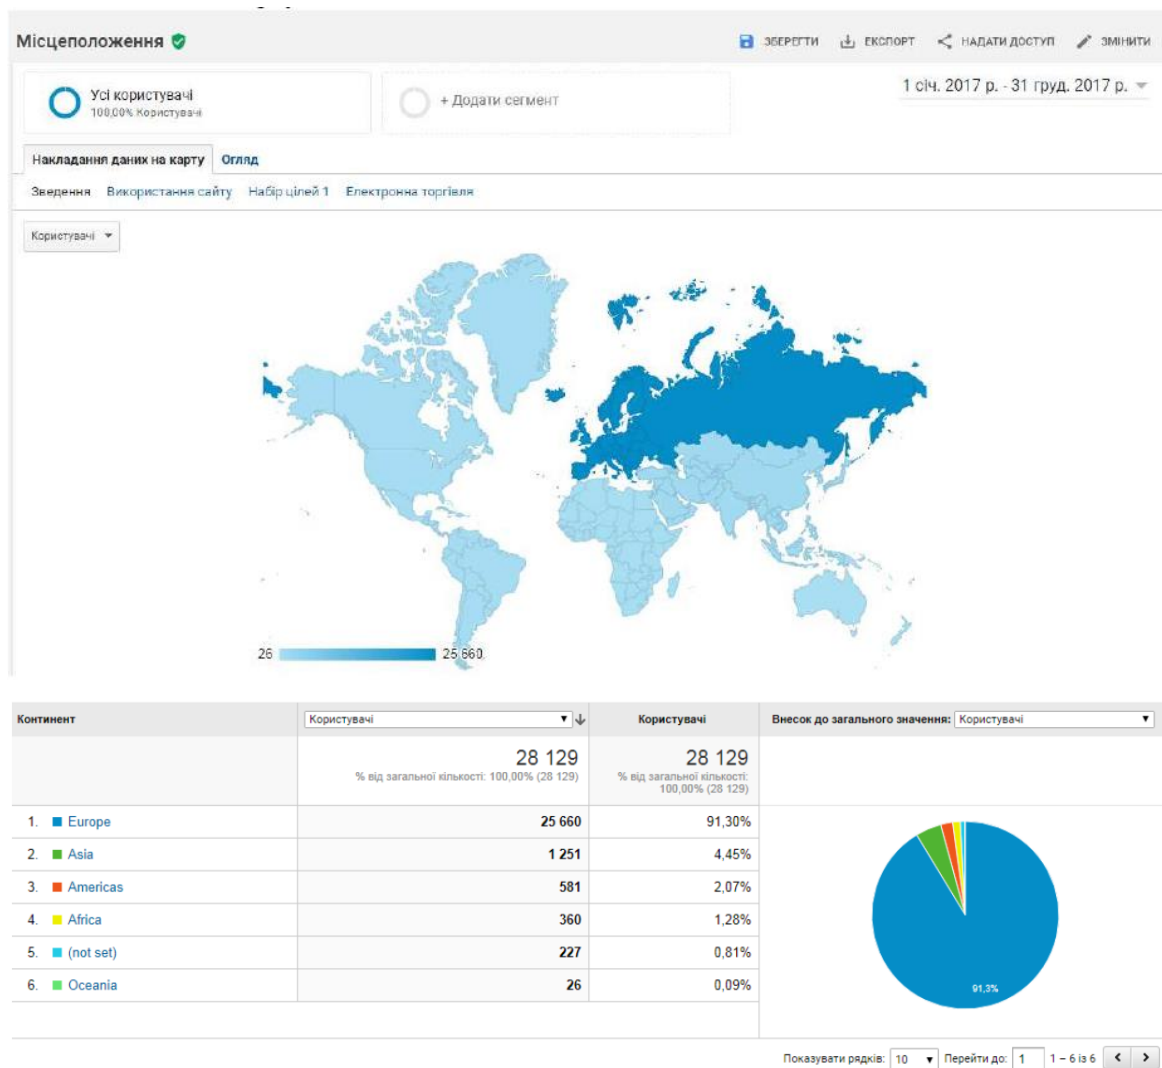 Місцеположення
ЗБЕРЕГТИ ЕКСПОРТ НАДАТИ ДОСТУП ЗМІНИТИ
Усі користувачі
100,00% Користувачі
+ Додати сегмент
1 січ. 2017 р. - 31 груд. 2017 р.
Накладання даних на карту Огляд
Зведення Використання сайту Набір цілей 1 Електронна торгівля
Користувачі
26 25 660
Континент Користувачі Користувачі Внесок до загального значення: Користувачі
28 129 28 129
% від загальної кількості: 100,00% (28 129) % від загальної кількості:
100,00% (28 129)
1. Europe 25 660 91,30%
2. Asia 1 251 4,45%
3. Americas 581 2,07%
4. Africa 360 1,28%
5. (not set) 227 0,81%
6. Oceania 26 0,09%
91,3%
Показувати рядків: 10 Перейти до: 1 1 – 6 із 6